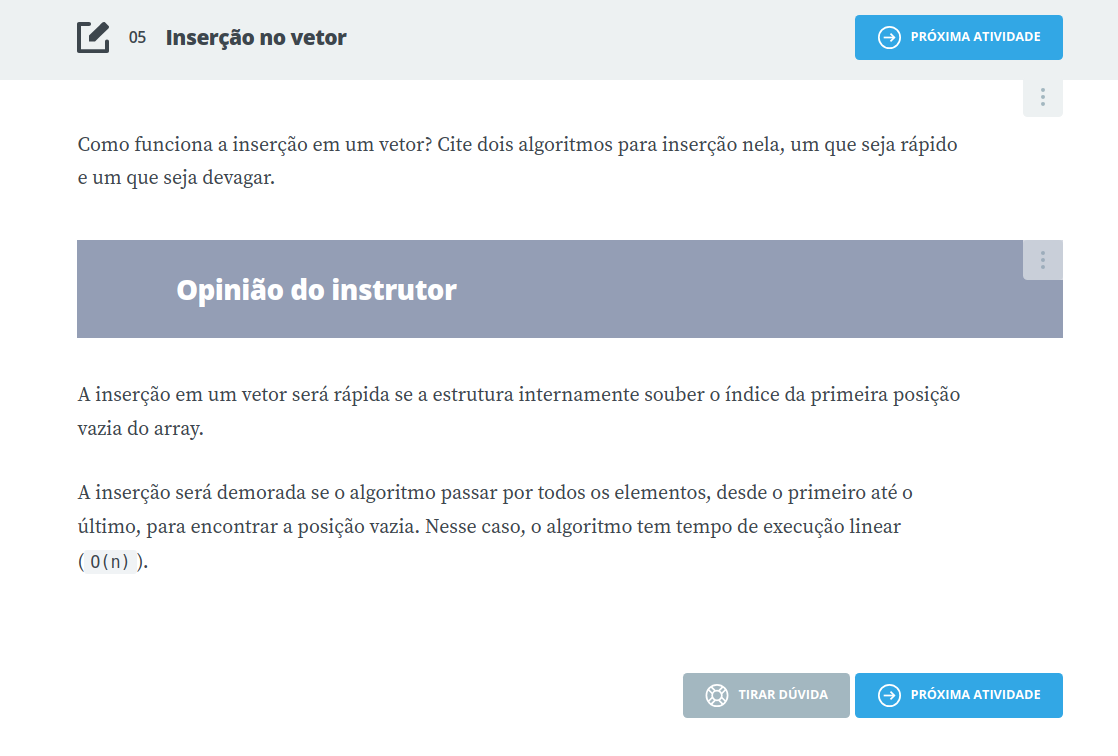 05 Inserção no vetor
PRÓXIMA ATIVIDADE
Como funciona a inserção em um vetor? Cite dois algoritmos para inserção nela, um que seja rápido
e um que seja devagar.
Opinião do instrutor
A inserção em um vetor será rápida se a estrutura internamente souber o índice da primeira posição
vazia do array.
A inserção será demorada se o algoritmo passar por todos os elementos, desde o primeiro até o
último, para encontrar a posição vazia. Nesse caso, o algoritmo tem tempo de execução linear
( O(n) ).
TIRAR DÚVIDA
PRÓXIMA ATIVIDADE